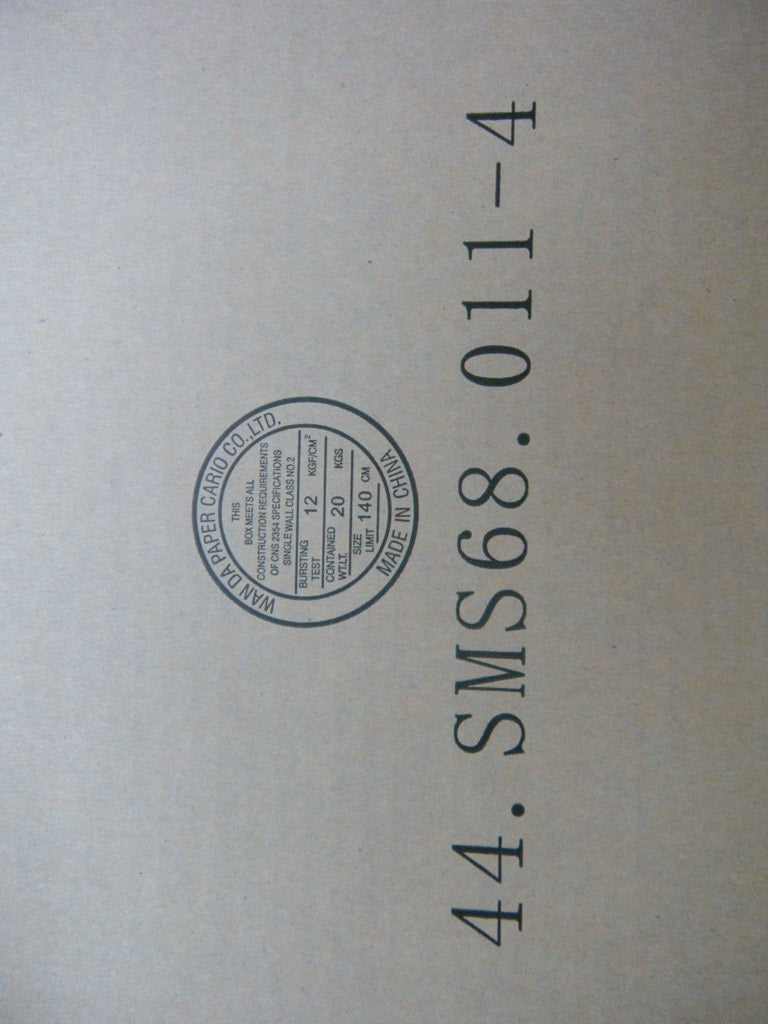 WAN DA PAPER CARIO CO.,LTD.
THIS
BOX MEETS ALL
CONSTRUCTION REQUIREMENTS
OF CNS 2354 SPECIFICATIONS
SINGLE WALL CLASS NO.2
BURSTING TEST 12 KGF/CM²
CONTAINED WT.LT. 20 KGS
SIZE LIMIT 140 CM
MADE IN CHINA
44.SMS68.011-4